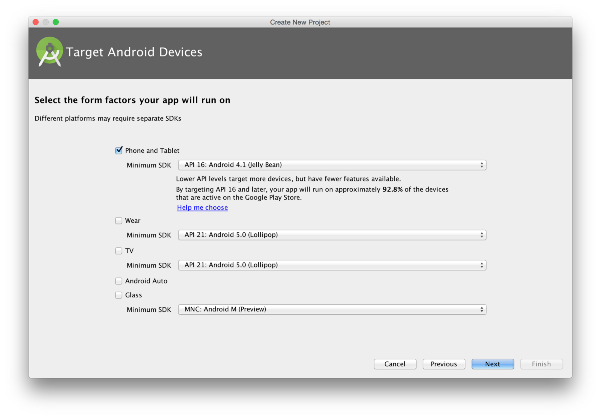 Create New Project
Target Android Devices
Select the form factors your app will run on
Different platforms may require separate SDKs
Phone and Tablet
Minimum SDK API 16: Android 4.1 (Jelly Bean)
Lower API levels target more devices, but have fewer features available.
By targeting API 16 and later, your app will run on approximately 92.8% of the devices
that are active on the Google Play Store.
Help me choose
Wear
Minimum SDK API 21: Android 5.0 (Lollipop)
TV
Minimum SDK API 21: Android 5.0 (Lollipop)
Android Auto
Glass
Minimum SDK MNC: Android M (Preview)
Cancel Previous Next Finish